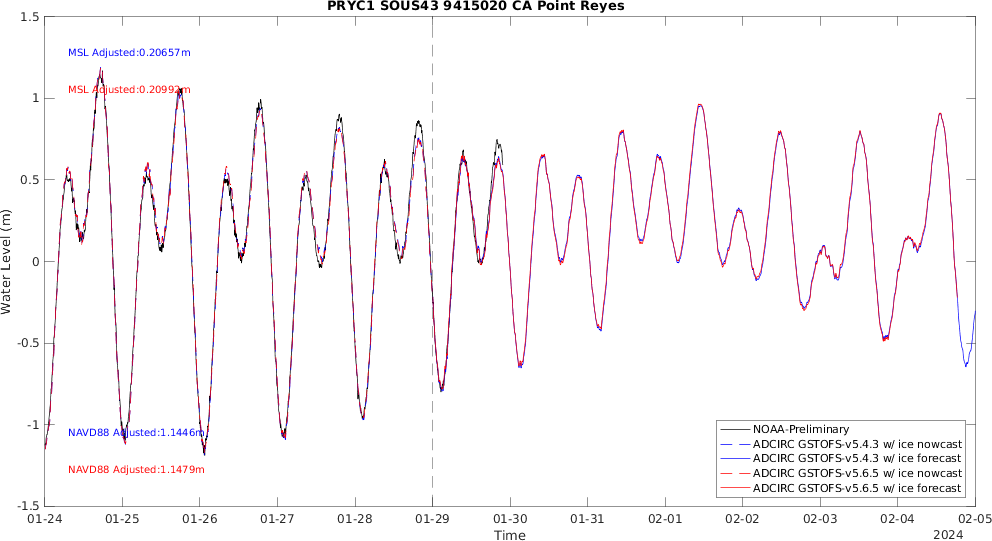 PRYC1 SOUS43 9415020 CA Point Reyes
1.5
MSL Adjusted:0.20657m
MSL Adjusted:0.20992m
1
0.5
0
-0.5
-1
-1.5
Water Level (m)
NAVD88 Adjusted:1.1446m
NAVD88 Adjusted:1.1479m
NOAA-Preliminary
ADCIRC GSTOFS-v5.4.3 w/ ice nowcast
ADCIRC GSTOFS-v5.4.3 w/ ice forecast
ADCIRC GSTOFS-v5.6.5 w/ ice nowcast
ADCIRC GSTOFS-v5.6.5 w/ ice forecast
01-24 01-25 01-26 01-27 01-28 01-29 01-30 01-31 02-01 02-02 02-03 02-04 02-05
Time
2024